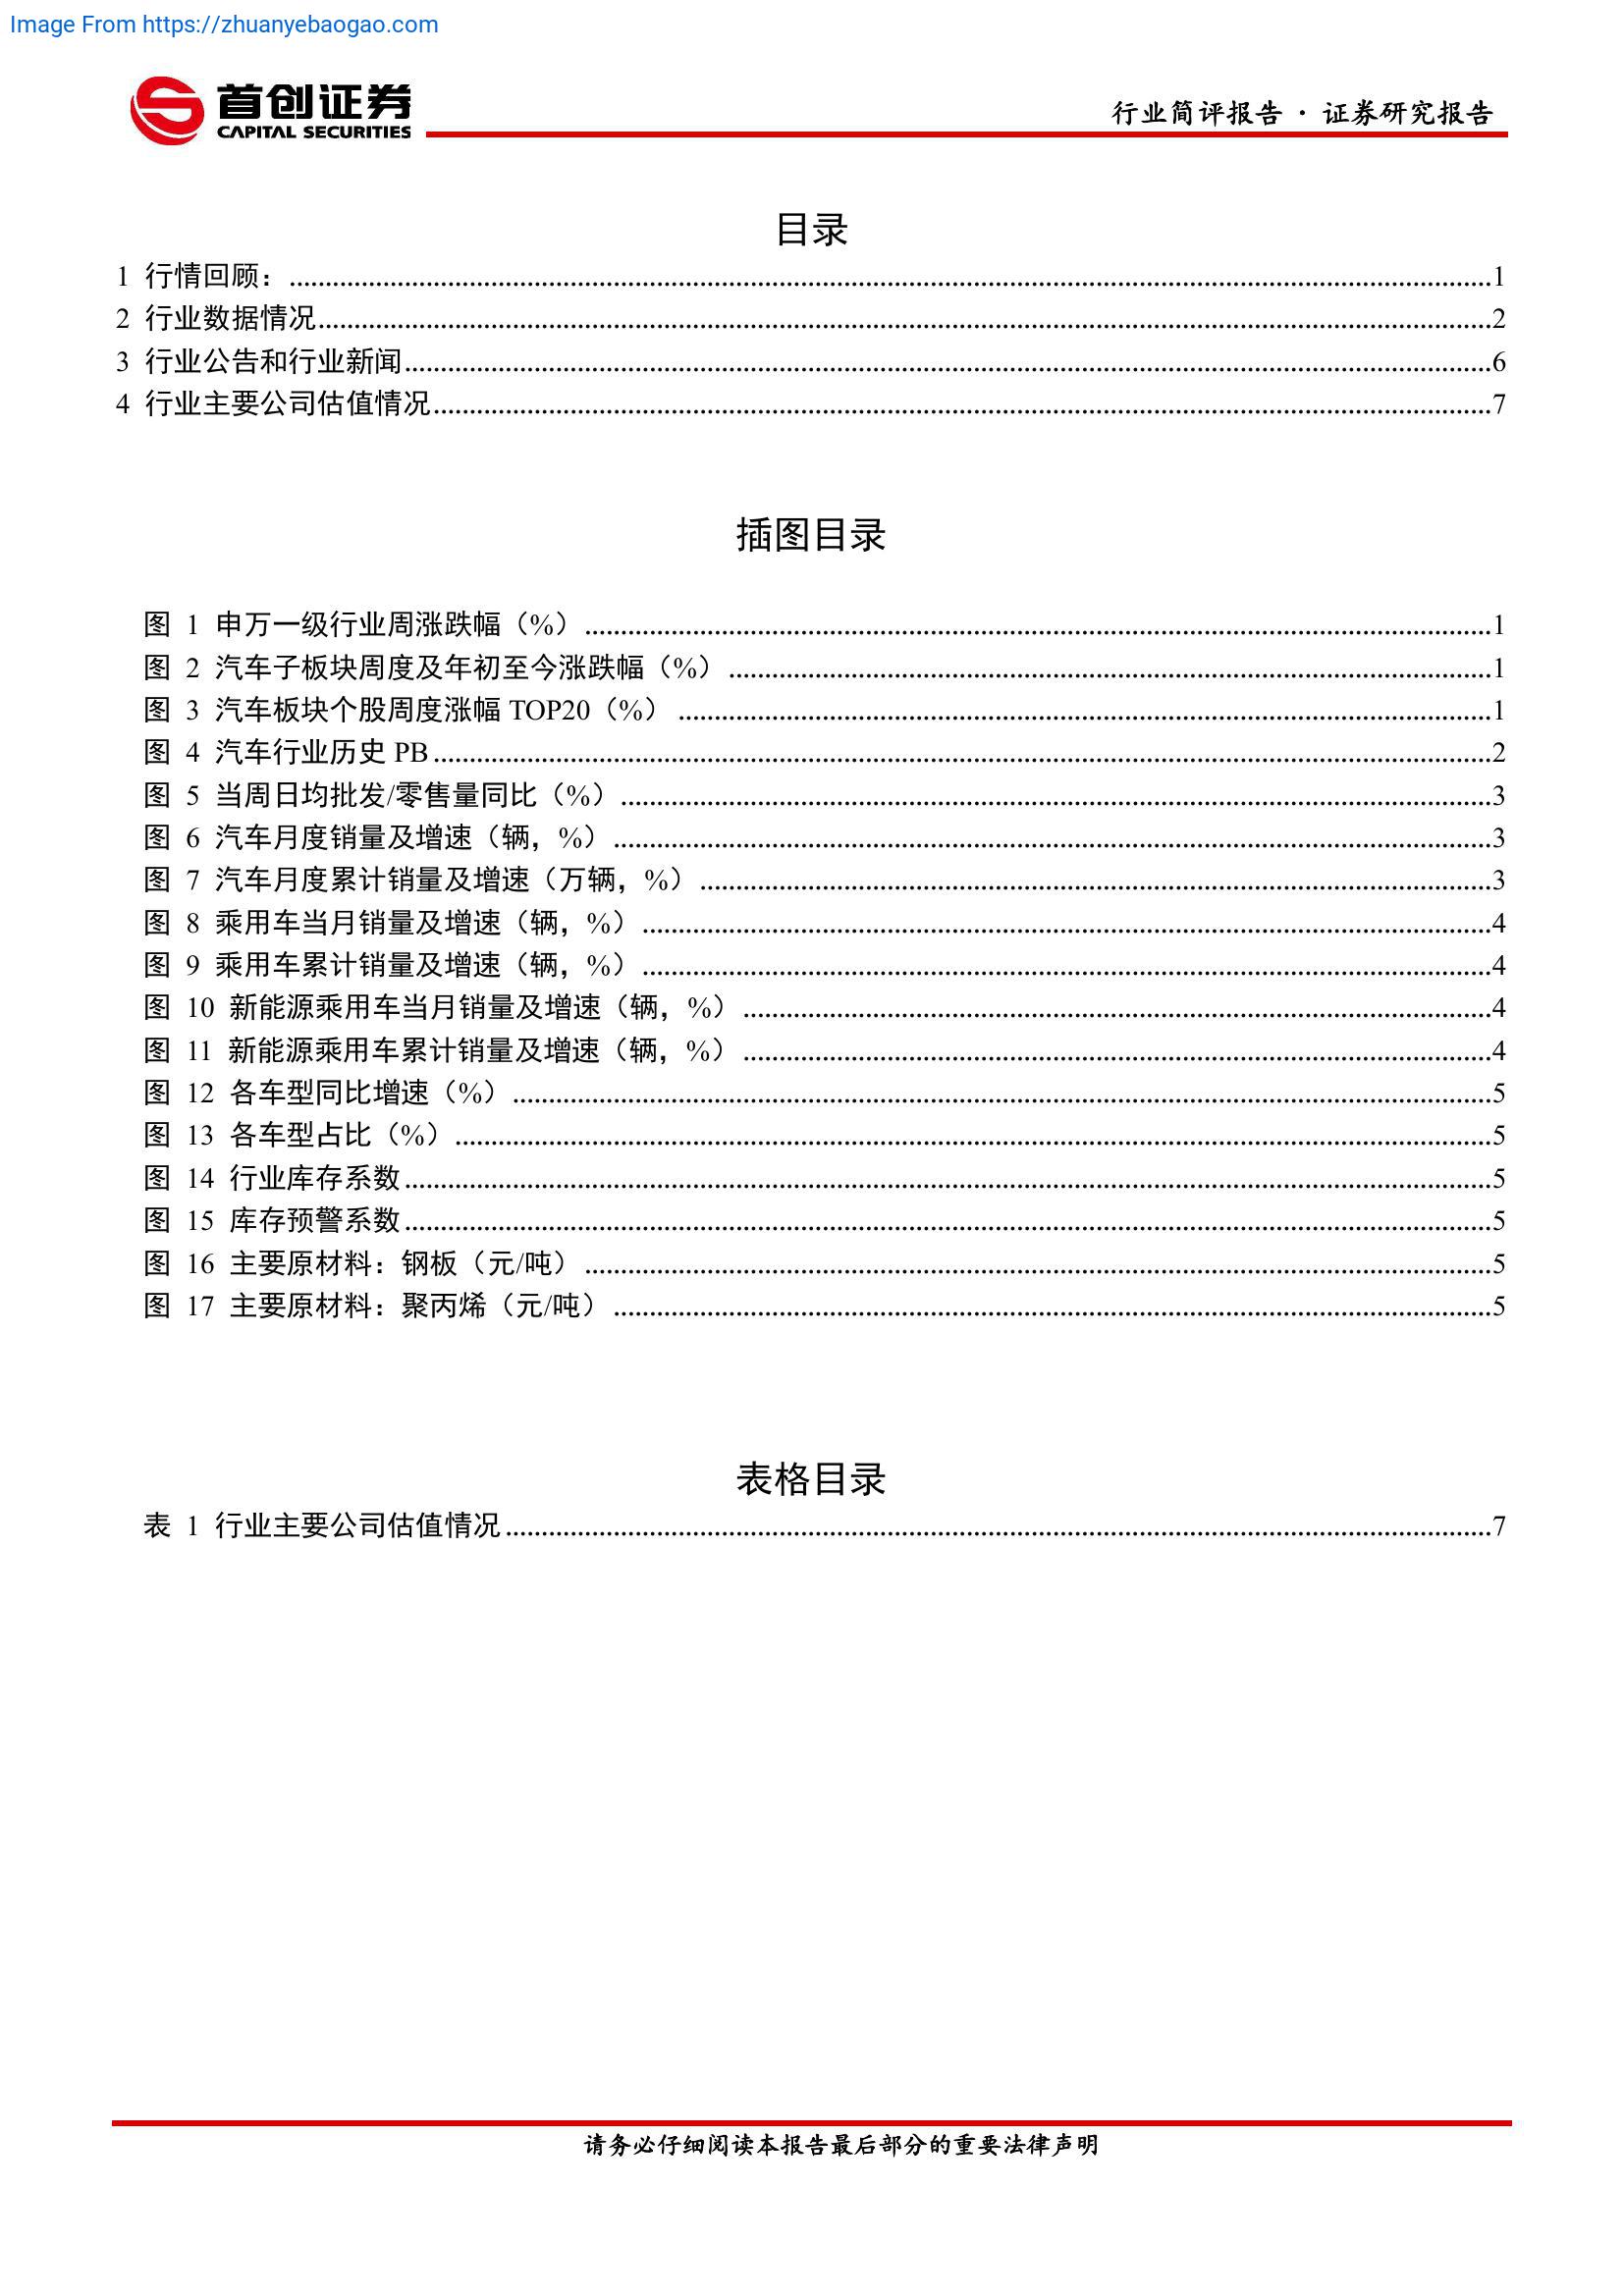 Image From https://zhuanyebaogao.com
首创证券
CAPITAL SECURITIES
行业简评报告 · 证券研究报告
目录
1 行情回顾：........1
2 行业数据情况........2
3 行业公告和行业新闻........6
4 行业主要公司估值情况........7
插图目录
图 1 申万一级行业周涨跌幅（%）........1
图 2 汽车子板块周度及年初至今涨跌幅（%）........1
图 3 汽车板块个股周度涨幅 TOP20（%）........1
图 4 汽车行业历史 PB........2
图 5 当周日均批发/零售量同比（%）........3
图 6 汽车月度销量及增速（辆，%）........3
图 7 汽车月度累计销量及增速（万辆，%）........3
图 8 乘用车当月销量及增速（辆，%）........4
图 9 乘用车累计销量及增速（辆，%）........4
图 10 新能源乘用车当月销量及增速（辆，%）........4
图 11 新能源乘用车累计销量及增速（辆，%）........4
图 12 各车型同比增速（%）........5
图 13 各车型占比（%）........5
图 14 行业库存系数........5
图 15 库存预警系数........5
图 16 主要原材料：钢板（元/吨）........5
图 17 主要原材料：聚丙烯（元/吨）........5
表格目录
表 1 行业主要公司估值情况........7
请务必仔细阅读本报告最后部分的重要法律声明